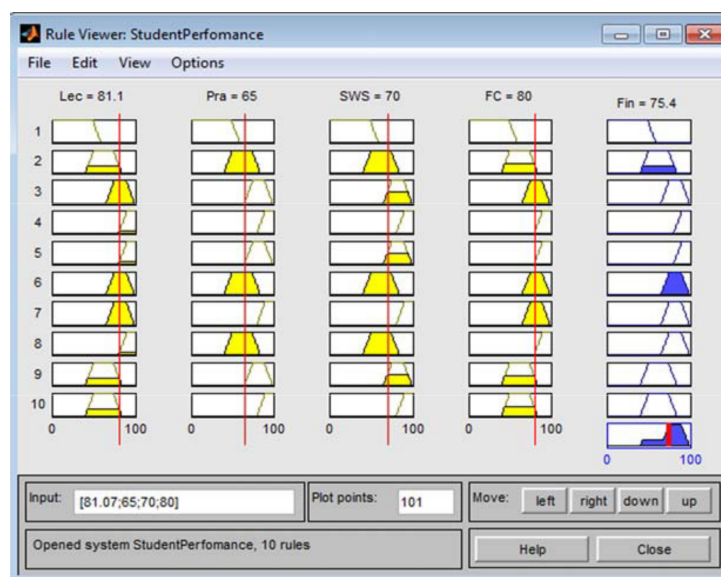 Rule Viewer: StudentPerfomance
File Edit View Options
Lec = 81.1 Pra = 65 SWS = 70 FC = 80 Fin = 75.4
1
2
3
4
5
6
7
8
9
10
0 100 0 100 0 100 0 100
0 100
Input: [81.07;65;70;80] Plot points: 101 Move: left right down up
Opened system StudentPerfomance, 10 rules Help Close